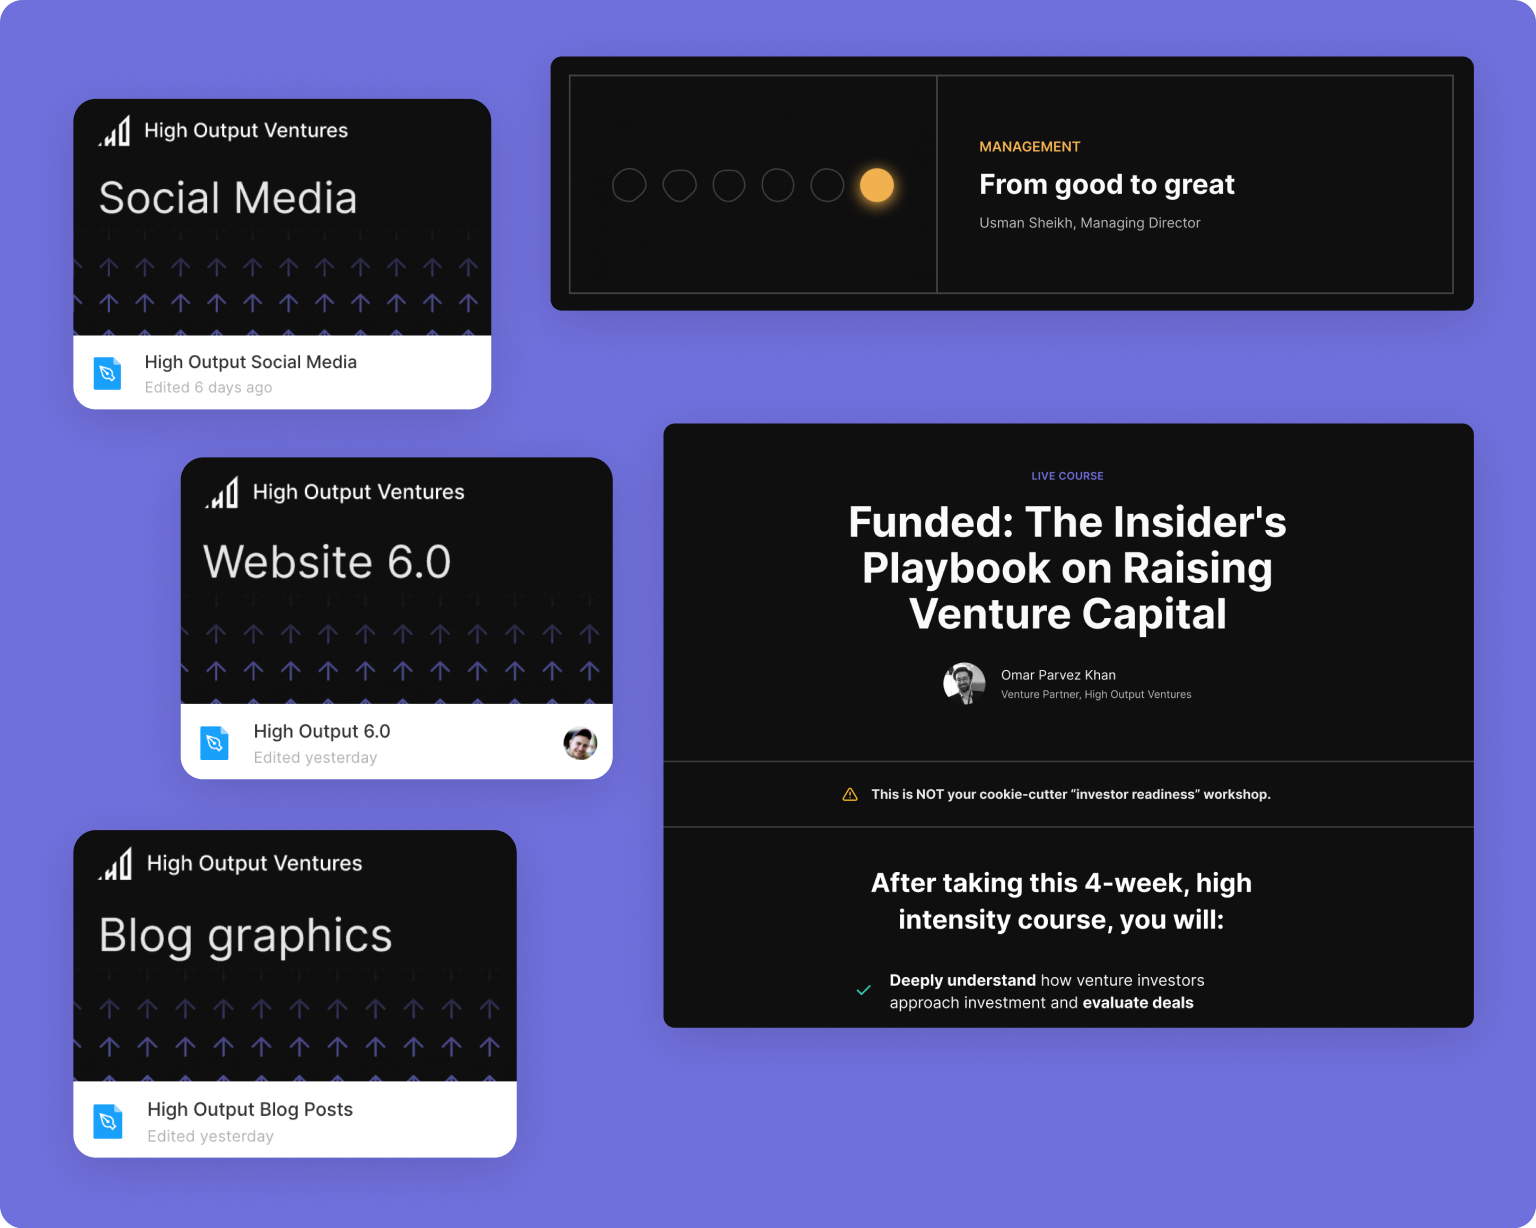 High Output Ventures
Social Media
High Output Social Media
Edited 6 days ago
MANAGEMENT
From good to great
Usman Sheikh, Managing Director
High Output Ventures
Website 6.0
High Output 6.0
Edited yesterday
LIVE COURSE
Funded: The Insider's
Playbook on Raising
Venture Capital
Omar Parvez Khan
Venture Partner, High Output Ventures
This is NOT your cookie-cutter “investor readiness” workshop.
After taking this 4-week, high
intensity course, you will:
Deeply understand how venture investors
approach investment and evaluate deals
High Output Ventures
Blog graphics
High Output Blog Posts
Edited yesterday